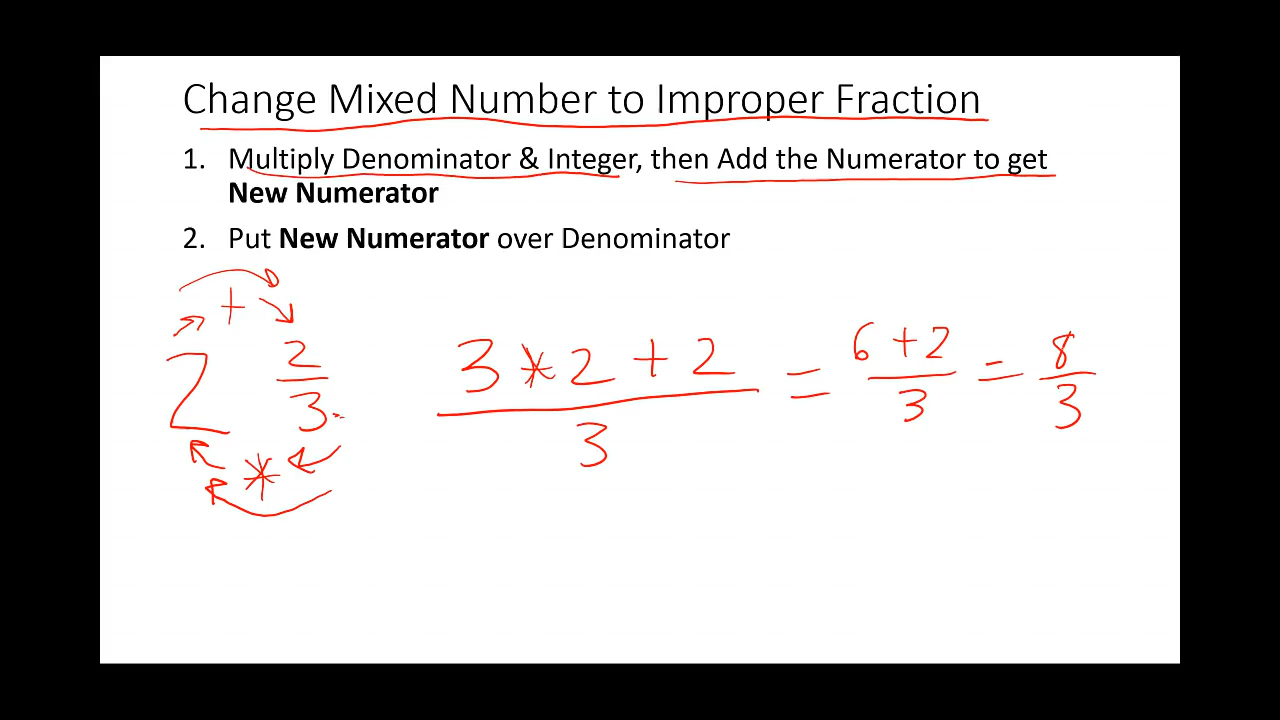 Change Mixed Number to Improper Fraction
1. Multiply Denominator & Integer, then Add the Numerator to get
New Numerator
2. Put New Numerator over Denominator
+
2 2/3
*
(3 * 2 + 2)/3 = (6 + 2)/3 = 8/3